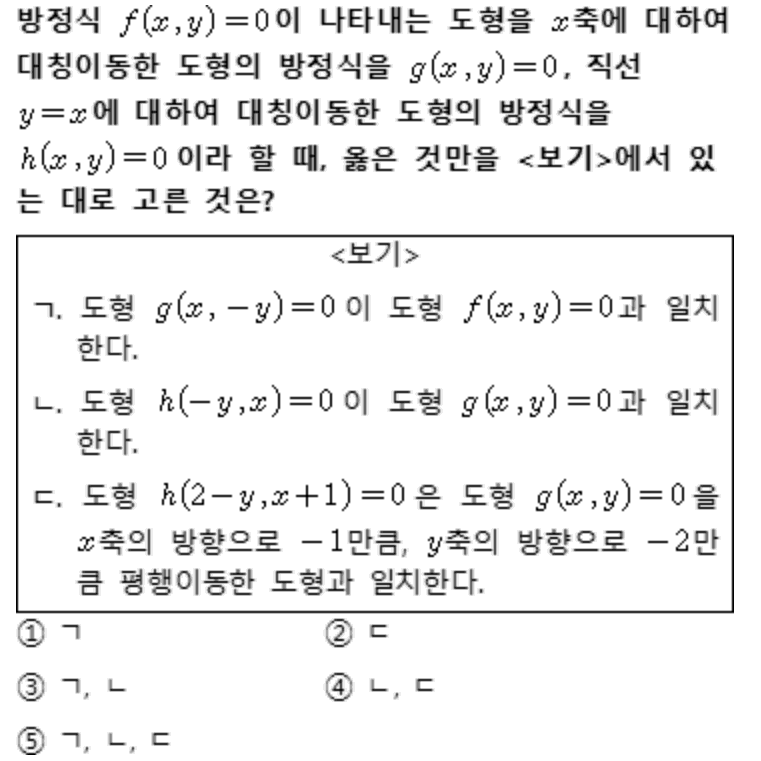 방정식 f(x,y)=0이 나타내는 도형을 x축에 대하여
대칭이동한 도형의 방정식을 g(x,y)=0, 직선
y=x에 대하여 대칭이동한 도형의 방정식을
h(x,y)=0이라 할 때, 옳은 것만을 <보기>에서 있
는 대로 고른 것은?
<보기>
ㄱ. 도형 g(x,-y)=0이 도형 f(x,y)=0과 일치
한다.
ㄴ. 도형 h(-y,x)=0이 도형 g(x,y)=0과 일치
한다.
ㄷ. 도형 h(2-y,x+1)=0은 도형 g(x,y)=0을
x축의 방향으로 -1만큼, y축의 방향으로 -2만
큼 평행이동한 도형과 일치한다.
① ㄱ ② ㄷ
③ ㄱ, ㄴ ④ ㄴ, ㄷ
⑤ ㄱ, ㄴ, ㄷ